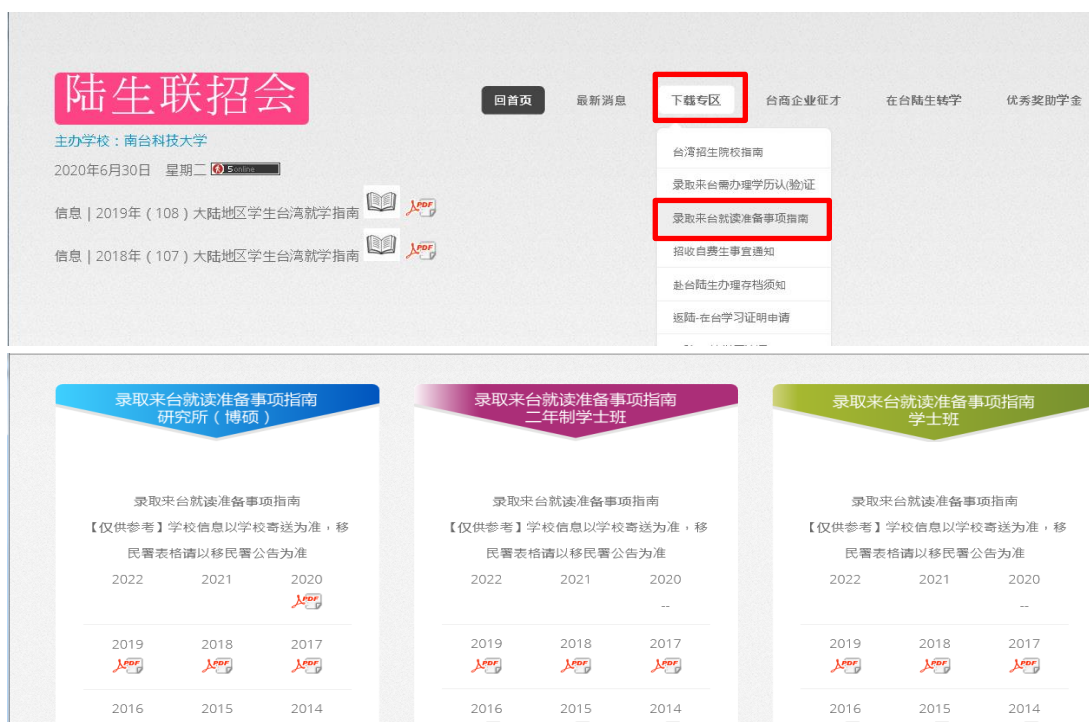 陆生联招会
回首页 最新消息 下载专区 台商企业征才 在台陆生转学 优秀奖助学金
主办学校：南台科技大学
2020年6月30日 星期二 5 online
信息 | 2019年 ( 108 ) 大陆地区学生台湾就学指南 PDF
信息 | 2018年 ( 107 ) 大陆地区学生台湾就学指南 PDF
台湾招生院校指南
录取来台需办理学历认(验)证
录取来台就读准备事项指南
招收自费生事宜通知
赴台陆生办理存档须知
返陆-在台学习证明申请
录取来台就读准备事项指南
研究所（博硕）
录取来台就读准备事项指南
【仅供参考】学校信息以学校寄送为准，移
民署表格请以移民署公告为准
2022 2021 2020
PDF
2019 2018 2017
PDF PDF PDF
2016 2015 2014
录取来台就读准备事项指南
二年制学士班
录取来台就读准备事项指南
【仅供参考】学校信息以学校寄送为准，移
民署表格请以移民署公告为准
2022 2021 2020
--
2019 2018 2017
PDF PDF PDF
2016 2015 2014
录取来台就读准备事项指南
学士班
录取来台就读准备事项指南
【仅供参考】学校信息以学校寄送为准，移
民署表格请以移民署公告为准
2022 2021 2020
--
2019 2018 2017
PDF PDF PDF
2016 2015 2014